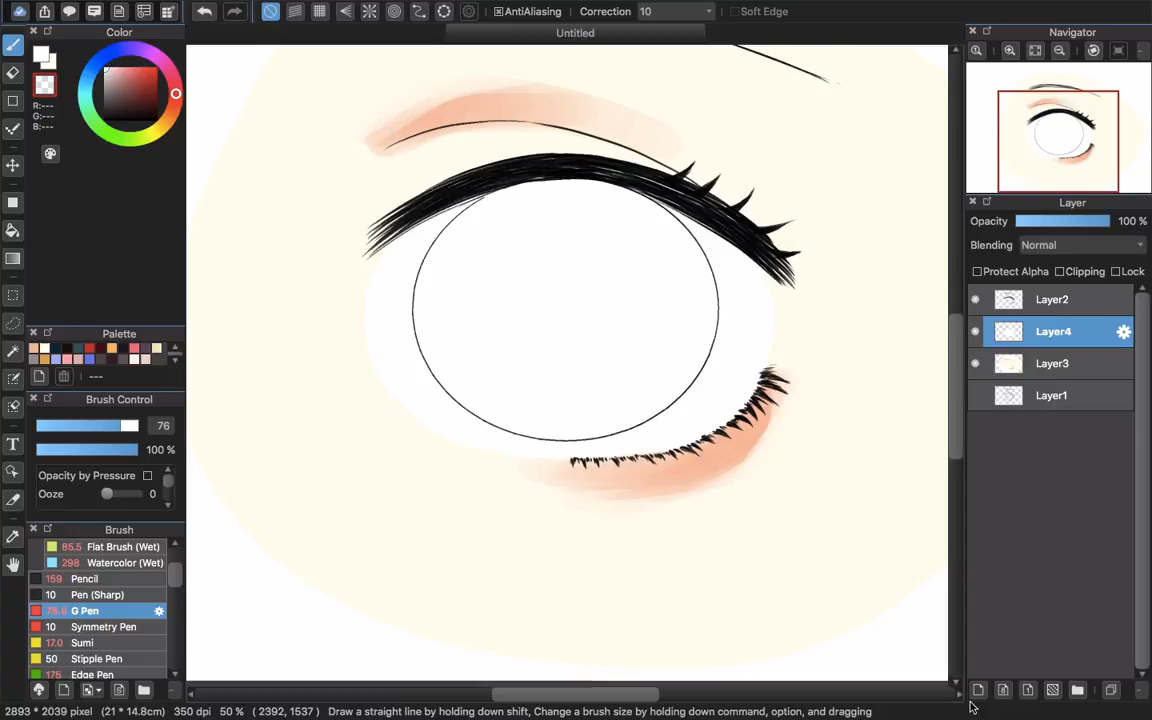 AntiAliasing Correction 10 Soft Edge
Color
Untitled
Navigator
R:---
G:---
B:---
Layer
Opacity 100 %
Blending Normal
Protect Alpha Clipping Lock
Layer2
Layer4
Layer3
Layer1
Palette
---
Brush Control
76
100 %
Opacity by Pressure
Ooze 0
Brush
85.5 Flat Brush (Wet)
298 Watercolor (Wet)
159 Pencil
10 Pen (Sharp)
78.6 G Pen
10 Symmetry Pen
17.0 Sumi
50 Stipple Pen
175 Edge Pen
T
2893 * 2039 pixel (21 * 14.8cm) 350 dpi 50 % ( 2392, 1537 ) Draw a straight line by holding down shift, Change a brush size by holding down command, option, and dragging